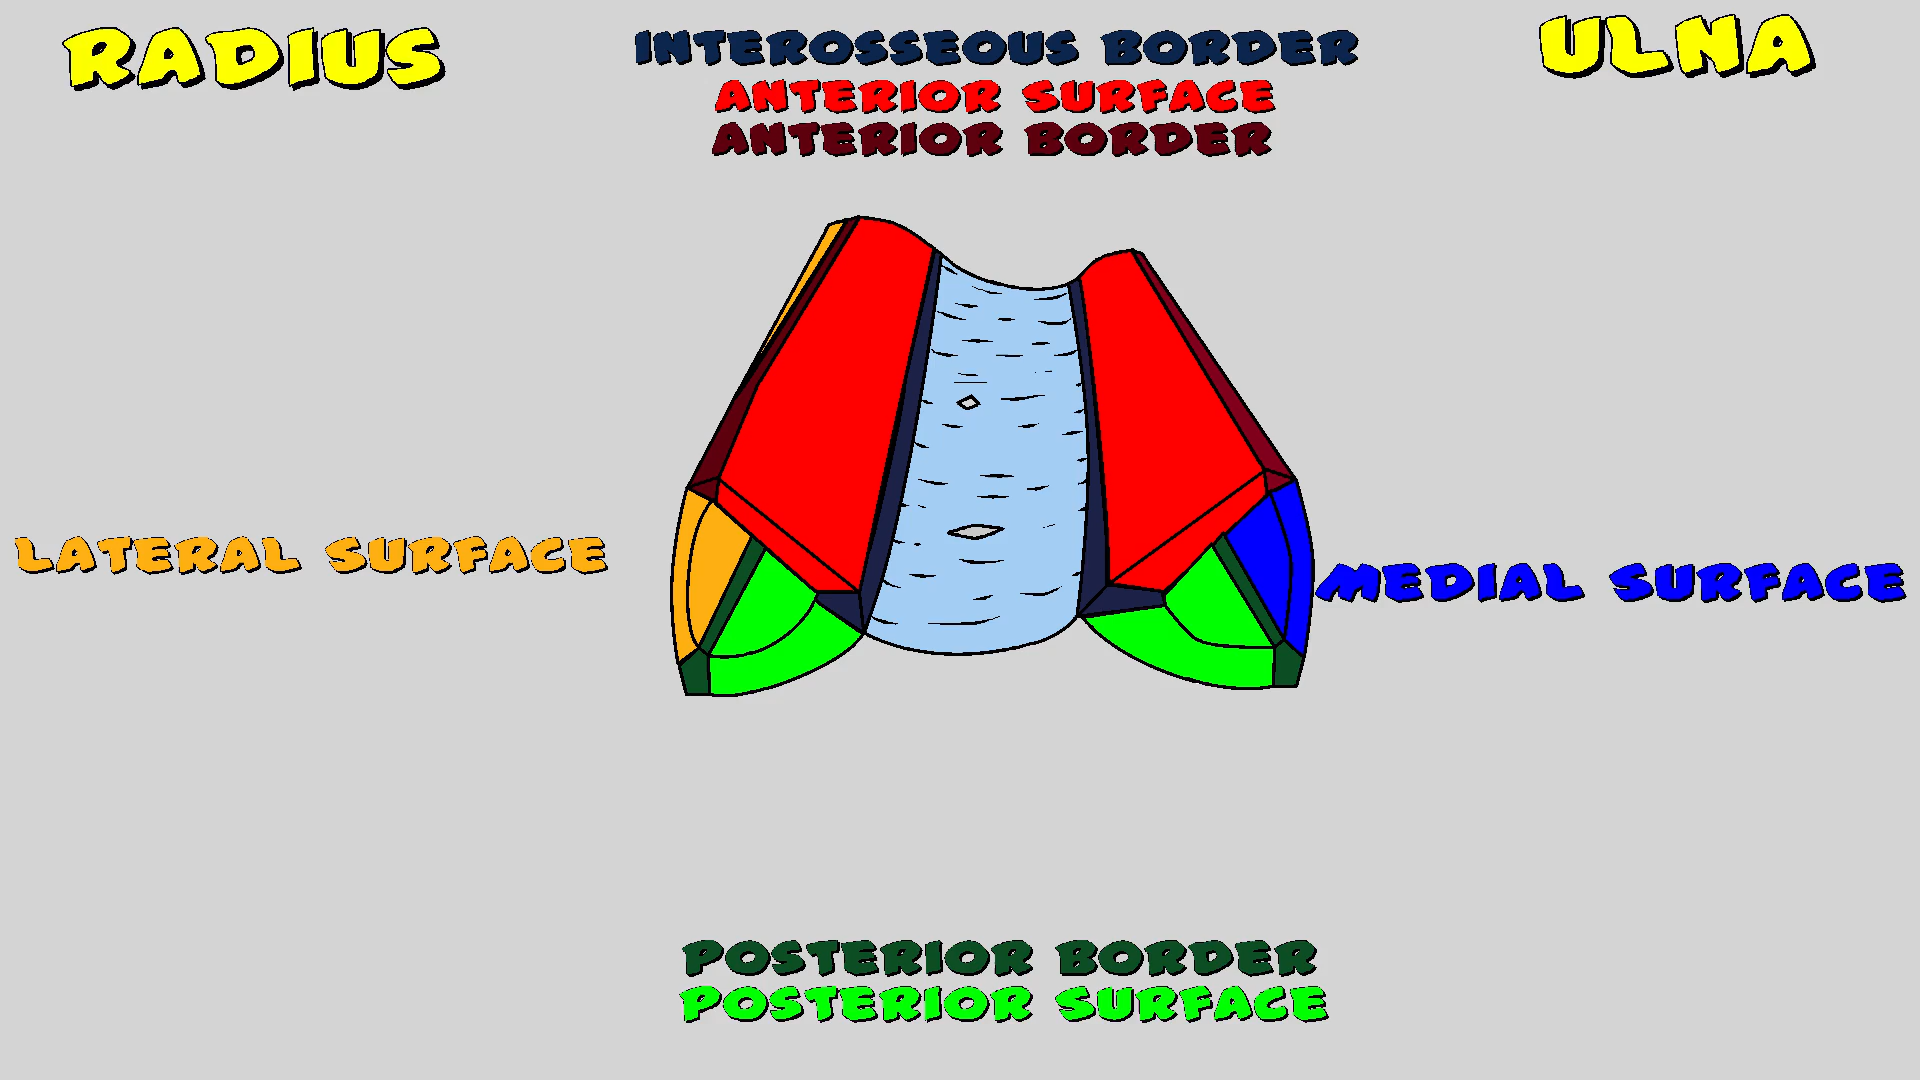 RADIUS
INTEROSSEOUS BORDER
ULNA
ANTERIOR SURFACE
ANTERIOR BORDER
LATERAL SURFACE
MEDIAL SURFACE
POSTERIOR BORDER
POSTERIOR SURFACE